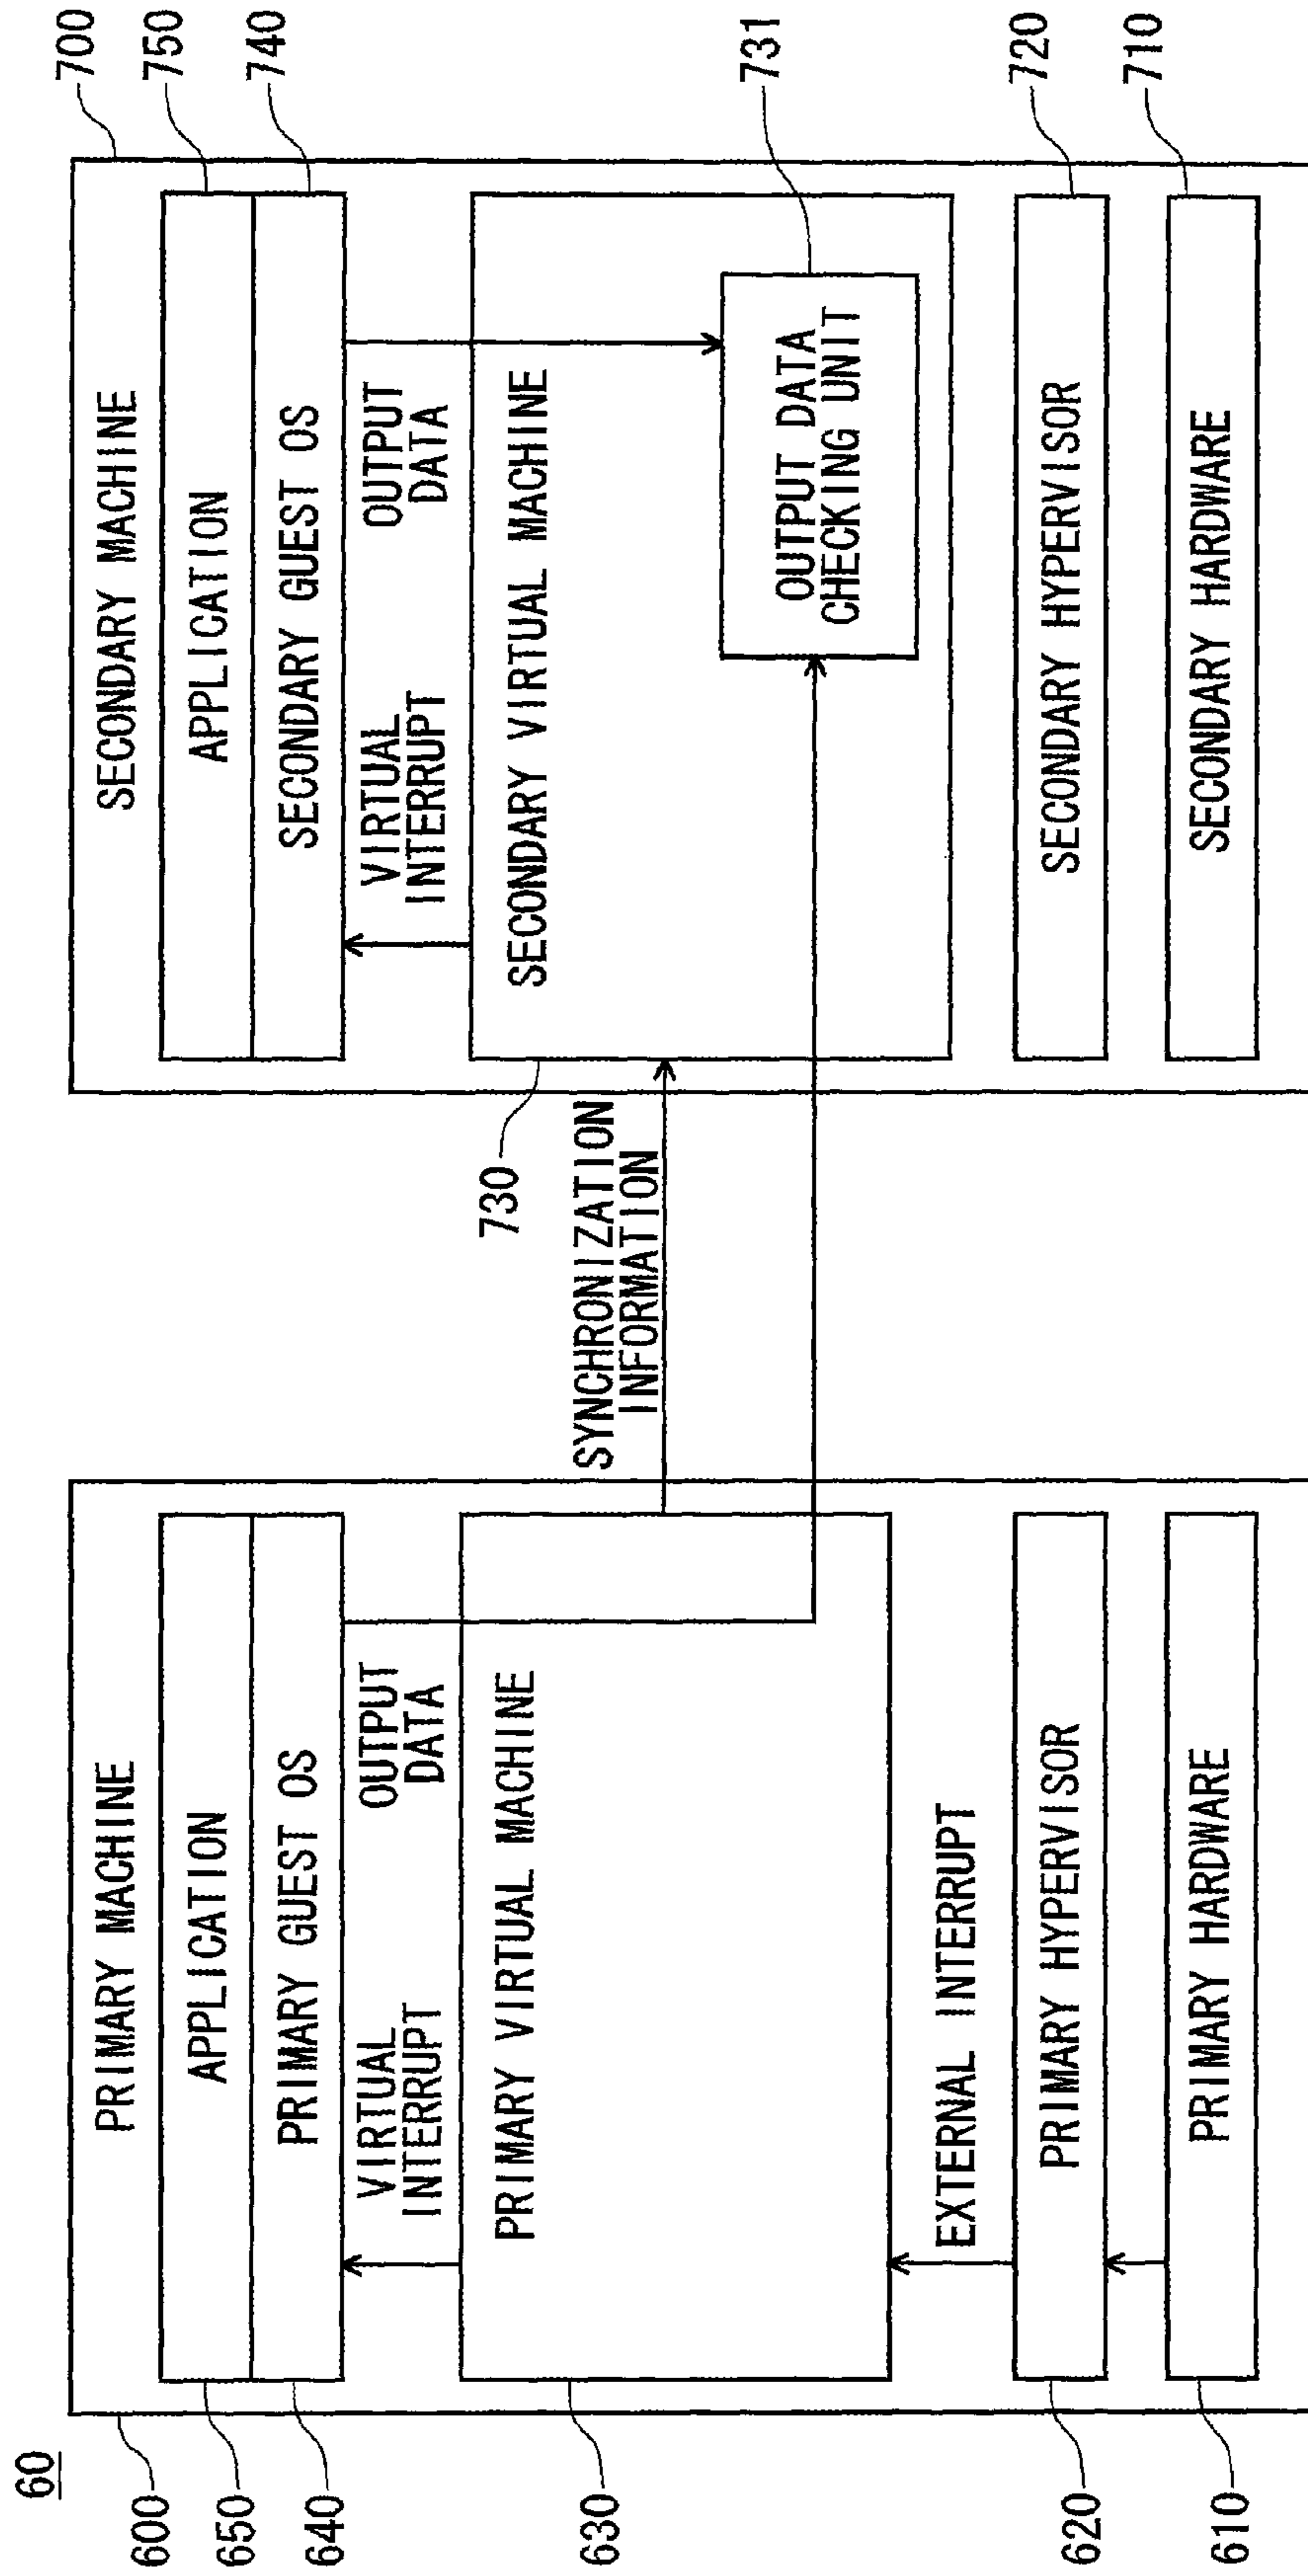 60
600
650
640
630
620
610
PRIMARY MACHINE
APPLICATION
PRIMARY GUEST OS
VIRTUAL
INTERRUPT
OUTPUT
DATA
PRIMARY VIRTUAL MACHINE
EXTERNAL INTERRUPT
PRIMARY HYPERVISOR
PRIMARY HARDWARE
SYNCHRONIZATION
INFORMATION
730
SECONDARY MACHINE
APPLICATION
SECONDARY GUEST OS
VIRTUAL
INTERRUPT
OUTPUT
DATA
SECONDARY VIRTUAL MACHINE
OUTPUT DATA
CHECKING UNIT
SECONDARY HYPERVISOR
SECONDARY HARDWARE
700
750
740
731
720
710